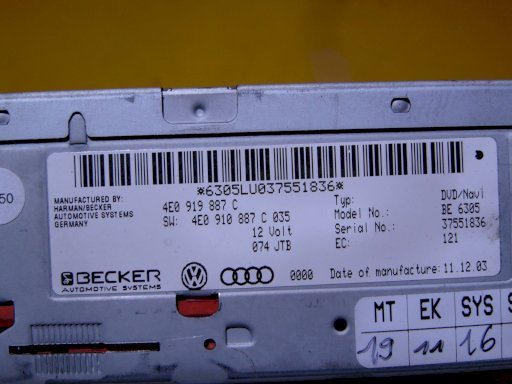 *6305LU037551836*
MANUFACTURED BY:
HARMAN/BECKER
AUTOMOTIVE SYSTEMS
GERMANY
4E0 919 887 C
SW: 4E0 910 887 C 035
12 Volt
074 JTB
Typ: DVD/Navi
Model No.: BE 6305
Serial No.: 37551836
EC: 121
BECKER
AUTOMOTIVE SYSTEMS
0000 Date of manufacture: 11.12.03
50
MT EK SYS S
19 11 16